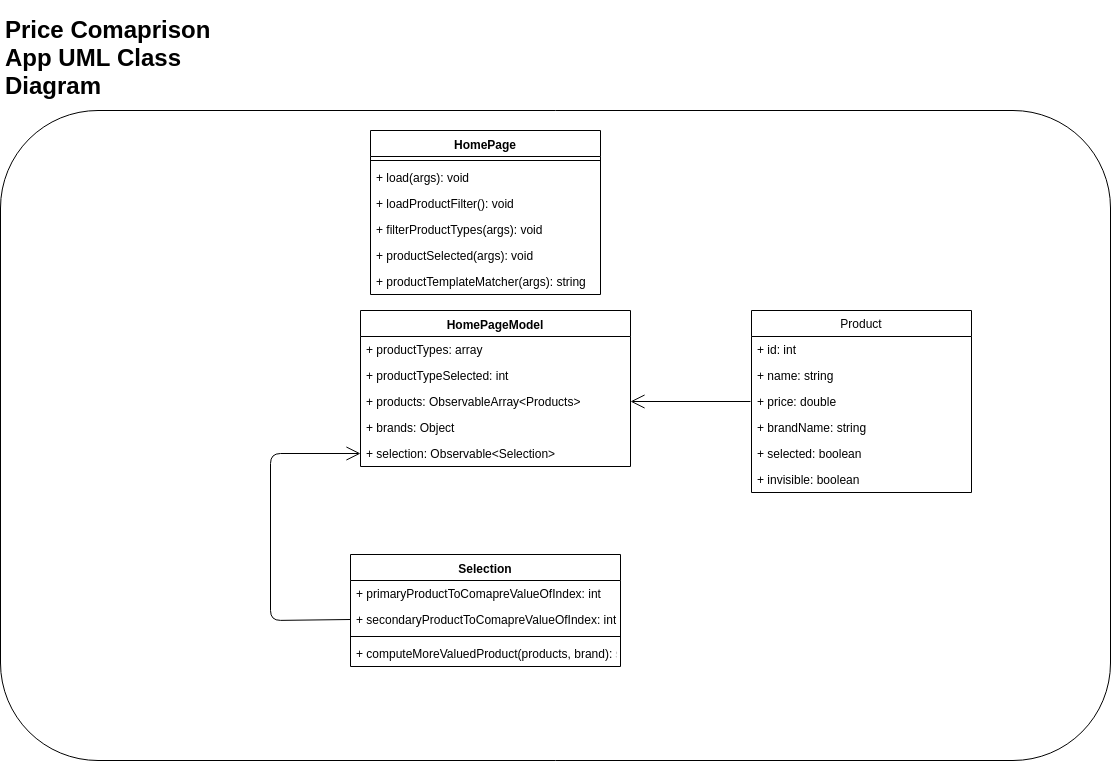 Price Comaprison
App UML Class
Diagram
HomePage
+ load(args): void
+ loadProductFilter(): void
+ filterProductTypes(args): void
+ productSelected(args): void
+ productTemplateMatcher(args): string
HomePageModel
+ productTypes: array
+ productTypeSelected: int
+ products: ObservableArray<Products>
+ brands: Object
+ selection: Observable<Selection>
Product
+ id: int
+ name: string
+ price: double
+ brandName: string
+ selected: boolean
+ invisible: boolean
Selection
+ primaryProductToComapreValueOfIndex: int
+ secondaryProductToComapreValueOfIndex: int
+ computeMoreValuedProduct(products, brand):